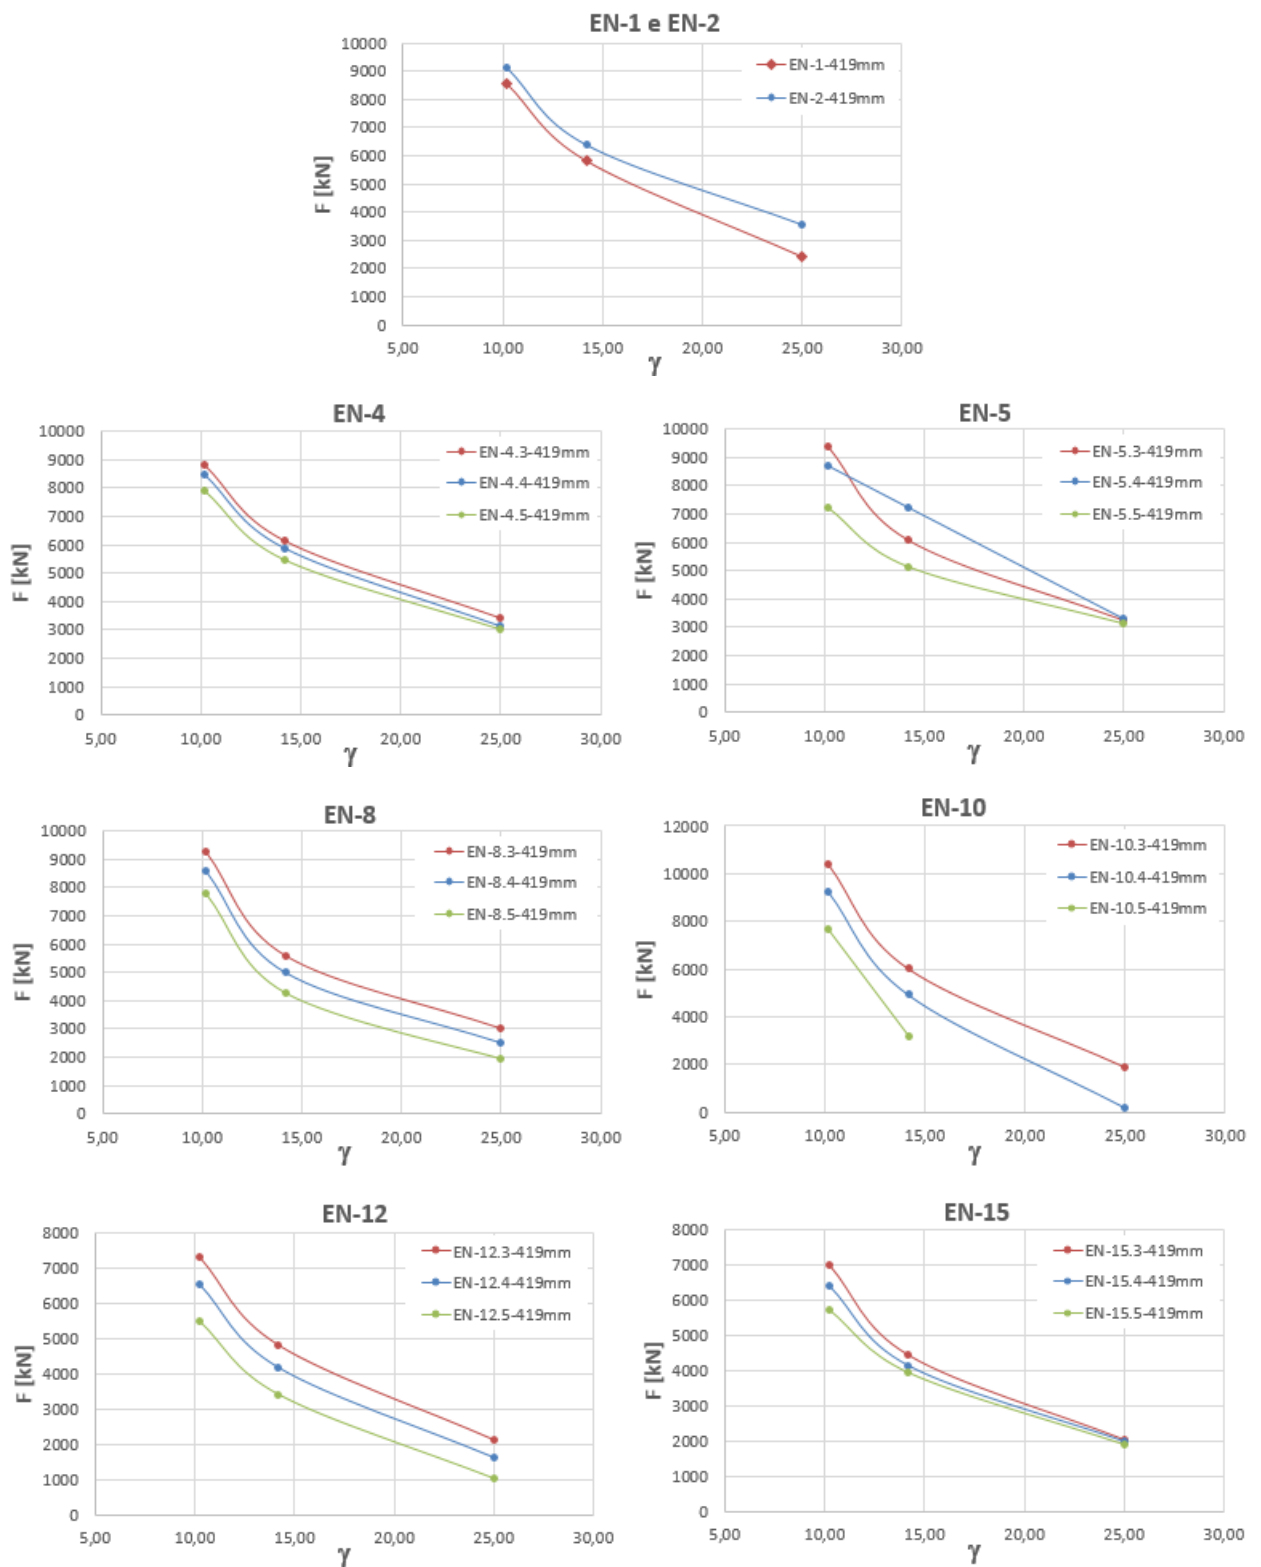 EN-1 e EN-2
10000
9000
8000
7000
6000
5000
4000
3000
2000
1000
0
F [kN]
EN-1-419mm
EN-2-419mm
5,00 10,00 15,00 20,00 25,00 30,00
γ
EN-4
10000
9000
8000
7000
6000
5000
4000
3000
2000
1000
0
F [kN]
EN-4.3-419mm
EN-4.4-419mm
EN-4.5-419mm
5,00 10,00 15,00 20,00 25,00 30,00
γ
EN-5
10000
9000
8000
7000
6000
5000
4000
3000
2000
1000
0
F [kN]
EN-5.3-419mm
EN-5.4-419mm
EN-5.5-419mm
5,00 10,00 15,00 20,00 25,00 30,00
γ
EN-8
10000
9000
8000
7000
6000
5000
4000
3000
2000
1000
0
F [kN]
EN-8.3-419mm
EN-8.4-419mm
EN-8.5-419mm
5,00 10,00 15,00 20,00 25,00 30,00
γ
EN-10
12000
10000
8000
6000
4000
2000
0
F [kN]
EN-10.3-419mm
EN-10.4-419mm
EN-10.5-419mm
5,00 10,00 15,00 20,00 25,00 30,00
γ
EN-12
8000
7000
6000
5000
4000
3000
2000
1000
0
F [kN]
EN-12.3-419mm
EN-12.4-419mm
EN-12.5-419mm
5,00 10,00 15,00 20,00 25,00 30,00
γ
EN-15
8000
7000
6000
5000
4000
3000
2000
1000
0
F [kN]
EN-15.3-419mm
EN-15.4-419mm
EN-15.5-419mm
5,00 10,00 15,00 20,00 25,00 30,00
γ